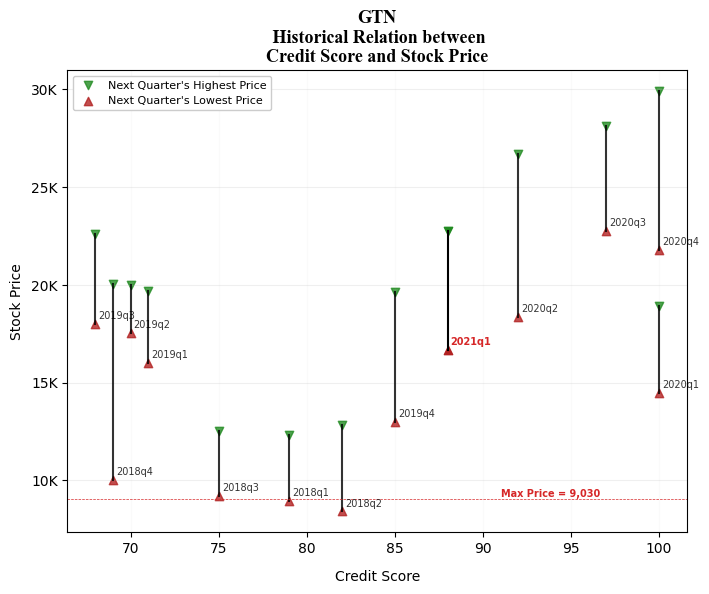 GTN
Historical Relation between
Credit Score and Stock Price
Next Quarter's Highest Price
Next Quarter's Lowest Price
30K
25K
20K
15K
10K
Stock Price
2020q3
2020q4
2019q3
2019q2
2020q2
2021q1
2019q1
2020q1
2019q4
2018q4
2018q3
2018q1
2018q2
Max Price = 9,030
70
75
80
85
90
95
100
Credit Score